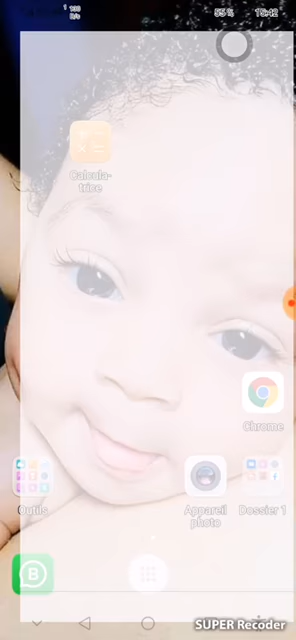 55 % 15:42
Calcula-
trice
Chrome
Outils
Appareil
photo
Dossier 1
B
SUPER Recoder